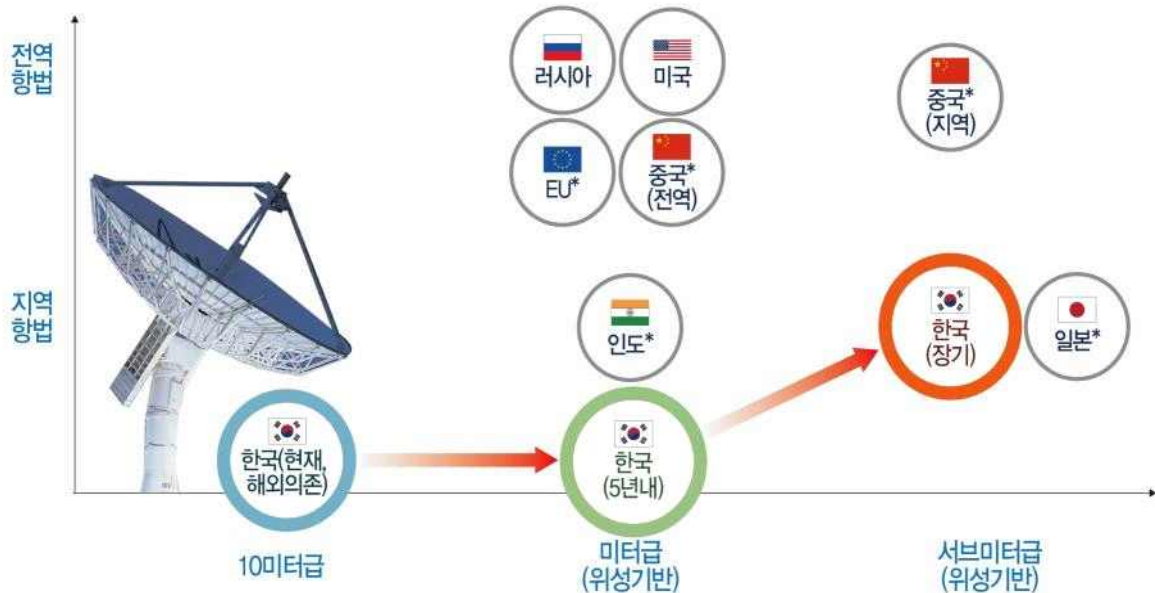 전역
항법
러시아
미국
중국*
(지역)
EU*
중국*
(전역)
지역
항법
인도*
한국
(장기)
일본*
한국(현재,
해외의존)
한국
(5년내)
10미터급
미터급
(위성기반)
서브미터급
(위성기반)